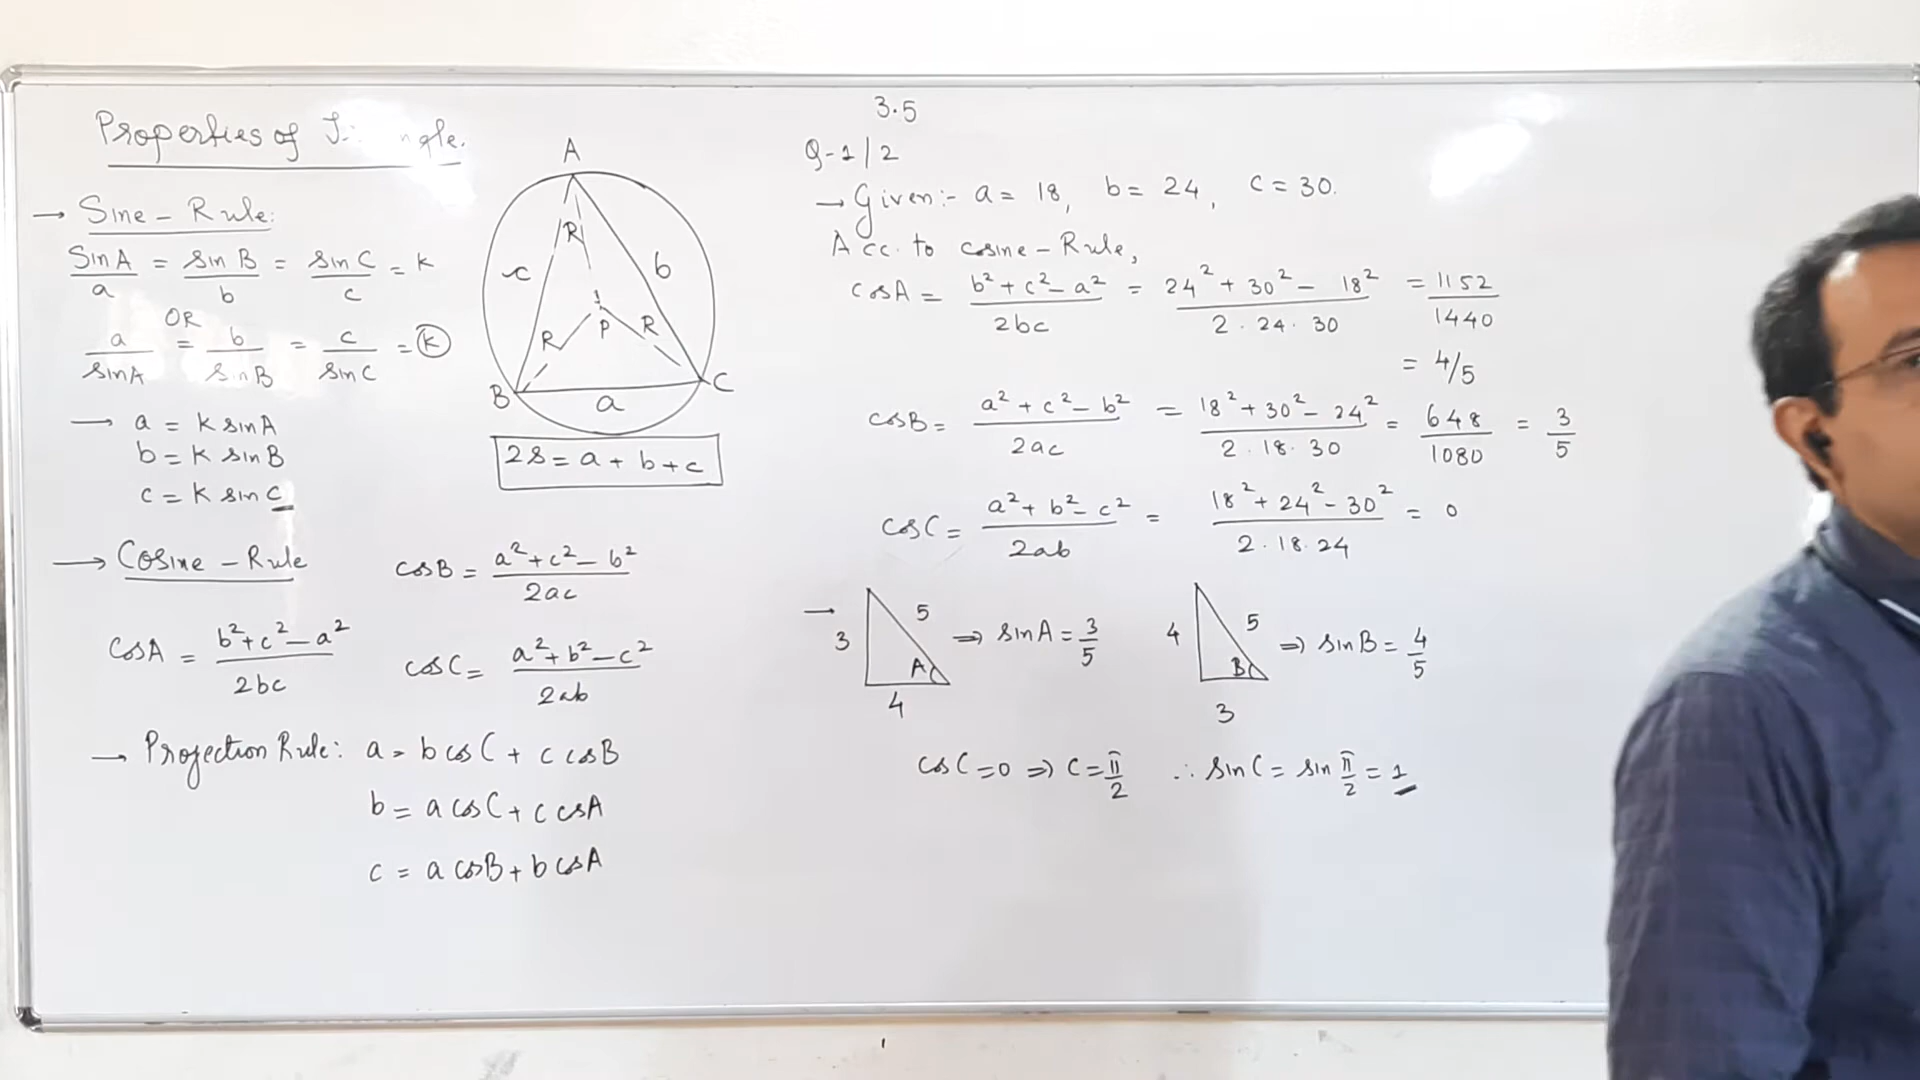 Properties of
→ Sine-Rule:
sinA/a = sinB/b = sinC/c = k
OR
a/sinA = b/sinB = c/sinC = k
→ a = k sinA
b = k sinB
c = k sinC
A
R
c
b
R
P
R
B
a
C
2s = a + b + c
→ Cosine-Rule
cosB = a²+c²-b²/2ac
cosA = b²+c²-a²/2bc
cosC = a²+b²-c²/2ab
→ Projection Rule: a = b cosC + c cosB
b = a cosC + c cosA
c = a cosB + b cosA
3.5
Q-1/2
→ Given:- a = 18, b = 24, c = 30.
Acc. to cosine-Rule,
cosA = b²+c²-a²/2bc = 24²+30²-18²/2·24·30 = 1152/1440
= 4/5
cosB = a²+c²-b²/2ac = 18²+30²-24²/2·18·30 = 648/1080 = 3/5
cosC = a²+b²-c²/2ab = 18²+24²-30²/2·18·24 = 0
→ 3 5 A 4 ⇒ sinA = 3/5 4 5 B 3 ⇒ sinB = 4/5
cosC = 0 ⇒ C = π/2 ∴ sinC = sin π/2 = 1